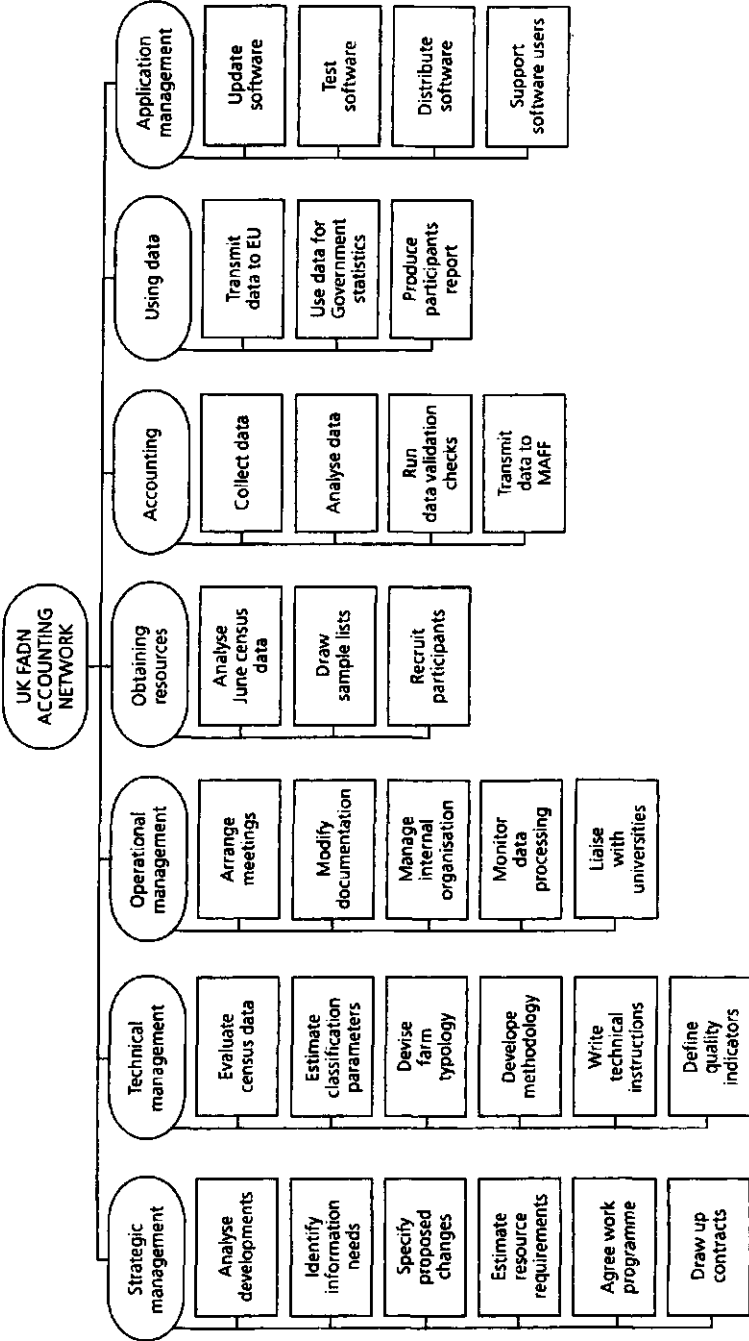 UK FADN
ACCOUNTING
NETWORK
Strategic
management
Analyse
developments
Identify
information
needs
Specify
proposed
changes
Estimate
resource
requirements
Agree work
programme
Draw up
contracts
Technical
management
Evaluate
census data
Estimate
classification
parameters
Devise
farm
typology
Develope
methodology
Write
technical
instructions
Define
quality
indicators
Operational
management
Arrange
meetings
Modify
documentation
Manage
internal
organisation
Monitor
data
processing
Liaise
with
universities
Obtaining
resources
Analyse
June census
data
Draw
sample lists
Recruit
participants
Accounting
Collect data
Analyse data
Run
data validation
checks
Transmit
data to
MAFF
Using data
Transmit
data to EU
Use data for
Government
statistics
Produce
participants
report
Application
management
Update
software
Test
software
Distribute
software
Support
software users